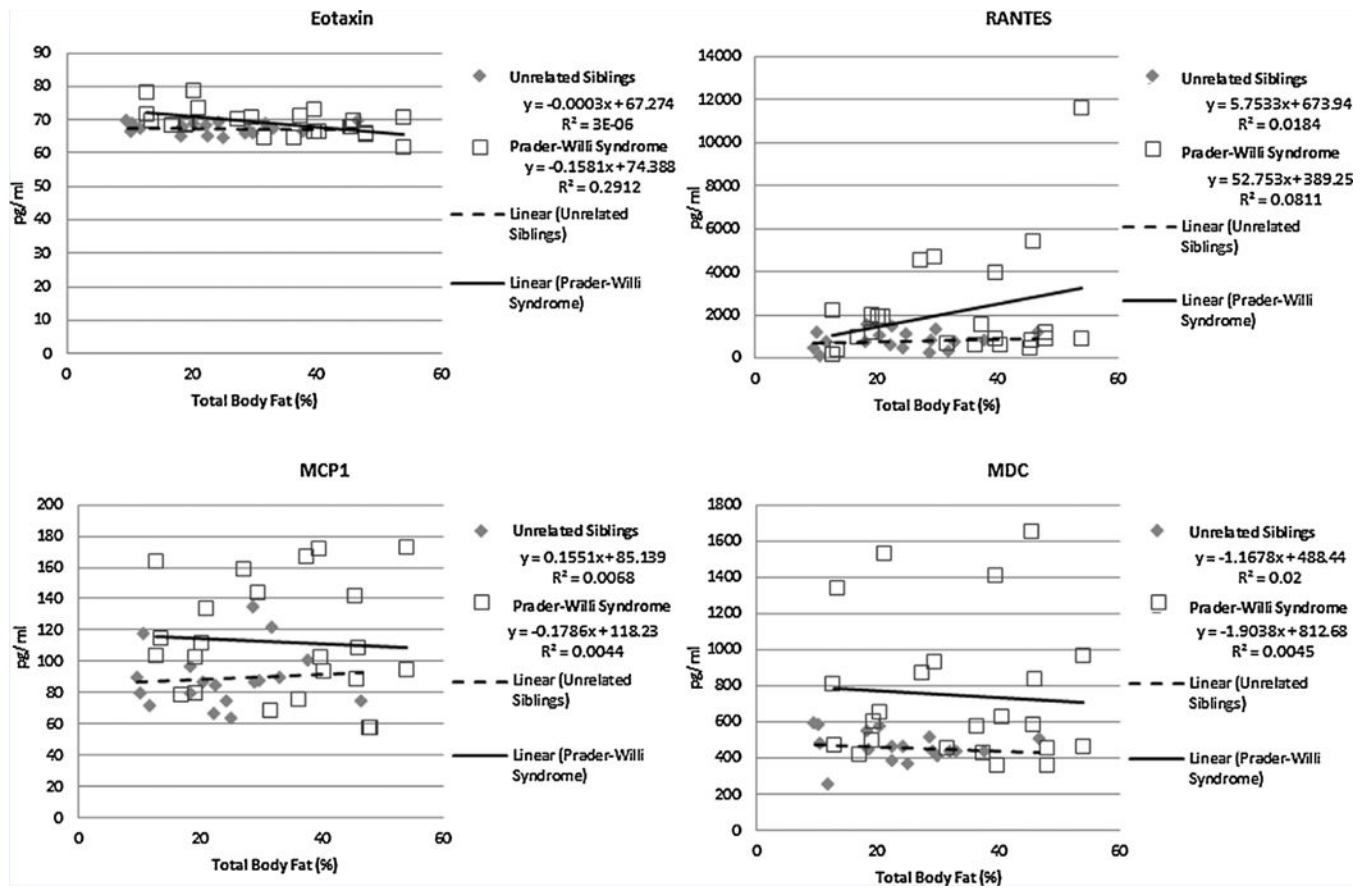 Eotaxin
90
80
70
60
50
40
30
20
10
0
pg/ml
0 20 40 60
Total Body Fat (%)
Unrelated Siblings
y = -0.0003x + 67.274
R² = 3E-06
Prader-Willi Syndrome
y = -0.1581x + 74.388
R² = 0.2912
Linear (Unrelated
Siblings)
Linear (Prader-Willi
Syndrome)
RANTES
14000
12000
10000
8000
6000
4000
2000
0
pg/ml
0 20 40 60
Total Body Fat (%)
Unrelated Siblings
y = 5.7533x + 673.94
R² = 0.0184
Prader-Willi Syndrome
y = 52.753x + 389.25
R² = 0.0811
Linear (Unrelated
Siblings)
Linear (Prader-Willi
Syndrome)
MCP1
200
180
160
140
120
100
80
60
40
20
0
pg/ml
0 20 40 60
Total Body Fat (%)
Unrelated Siblings
y = 0.1551x + 85.139
R² = 0.0068
Prader-Willi Syndrome
y = -0.1786x + 118.23
R² = 0.0044
Linear (Unrelated
Siblings)
Linear (Prader-Willi
Syndrome)
MDC
1800
1600
1400
1200
1000
800
600
400
200
0
pg/ml
0 20 40 60
Total Body Fat (%)
Unrelated Siblings
y = -1.1678x + 488.44
R² = 0.02
Prader-Willi Syndrome
y = -1.9038x + 812.68
R² = 0.0045
Linear (Unrelated
Siblings)
Linear (Prader-Willi
Syndrome)